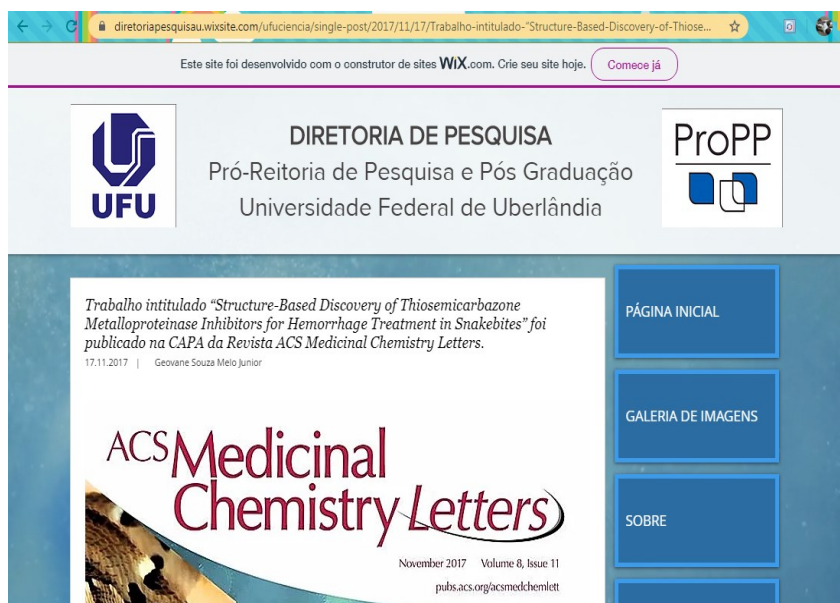 diretoriapesquisau.wixsite.com/ufuciencia/single-post/2017/11/17/Trabalho-intitulado-"Structure-Based-Discovery-of-Thiose...
Este site foi desenvolvido com o construtor de sites WiX.com. Crie seu site hoje. Comece já
UFU
DIRETORIA DE PESQUISA
Pró-Reitoria de Pesquisa e Pós Graduação
Universidade Federal de Uberlândia
ProPP
Trabalho intitulado “Structure-Based Discovery of Thiosemicarbazone
Metalloproteinase Inhibitors for Hemorrhage Treatment in Snakebites” foi
publicado na CAPA da Revista ACS Medicinal Chemistry Letters.
17.11.2017 | Geovane Souza Melo Junior
ACS Medicinal
Chemistry Letters
November 2017 Volume 8, Issue 11
pubs.acs.org/acsmedchemlett
PÁGINA INICIAL
GALERIA DE IMAGENS
SOBRE